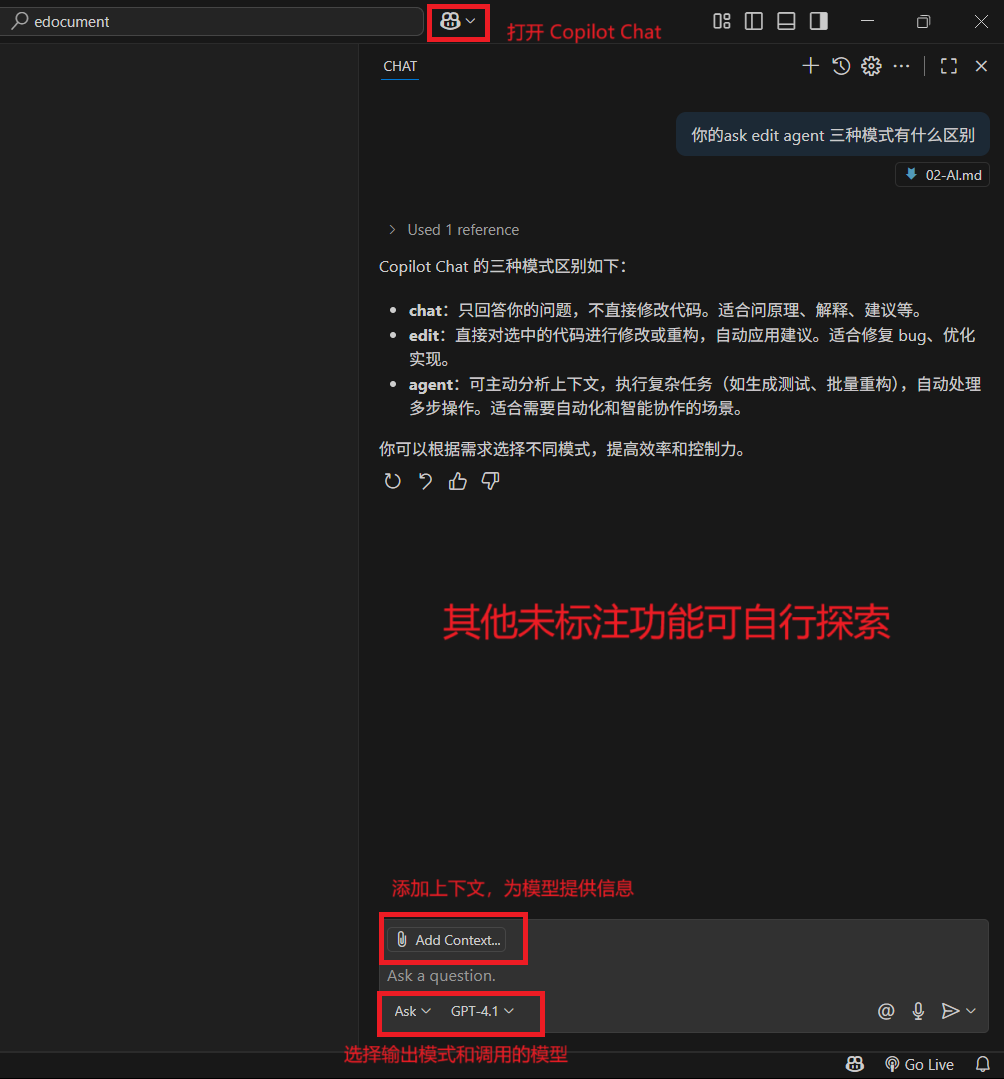 edocument
打开 Copilot Chat
CHAT
你的ask edit agent 三种模式有什么区别
02-AI.md
Used 1 reference
Copilot Chat 的三种模式区别如下：
chat：只回答你的问题，不直接修改代码。适合问原理、解释、建议等。
edit：直接对选中的代码进行修改或重构，自动应用建议。适合修复 bug、优化
实现。
agent：可主动分析上下文，执行复杂任务（如生成测试、批量重构），自动处理
多步操作。适合需要自动化和智能协作的场景。
你可以根据需求选择不同模式，提高效率和控制力。
其他未标注功能可自行探索
添加上下文，为模型提供信息
Add Context...
Ask a question.
Ask GPT-4.1
选择输出模式和调用的模型
Go Live